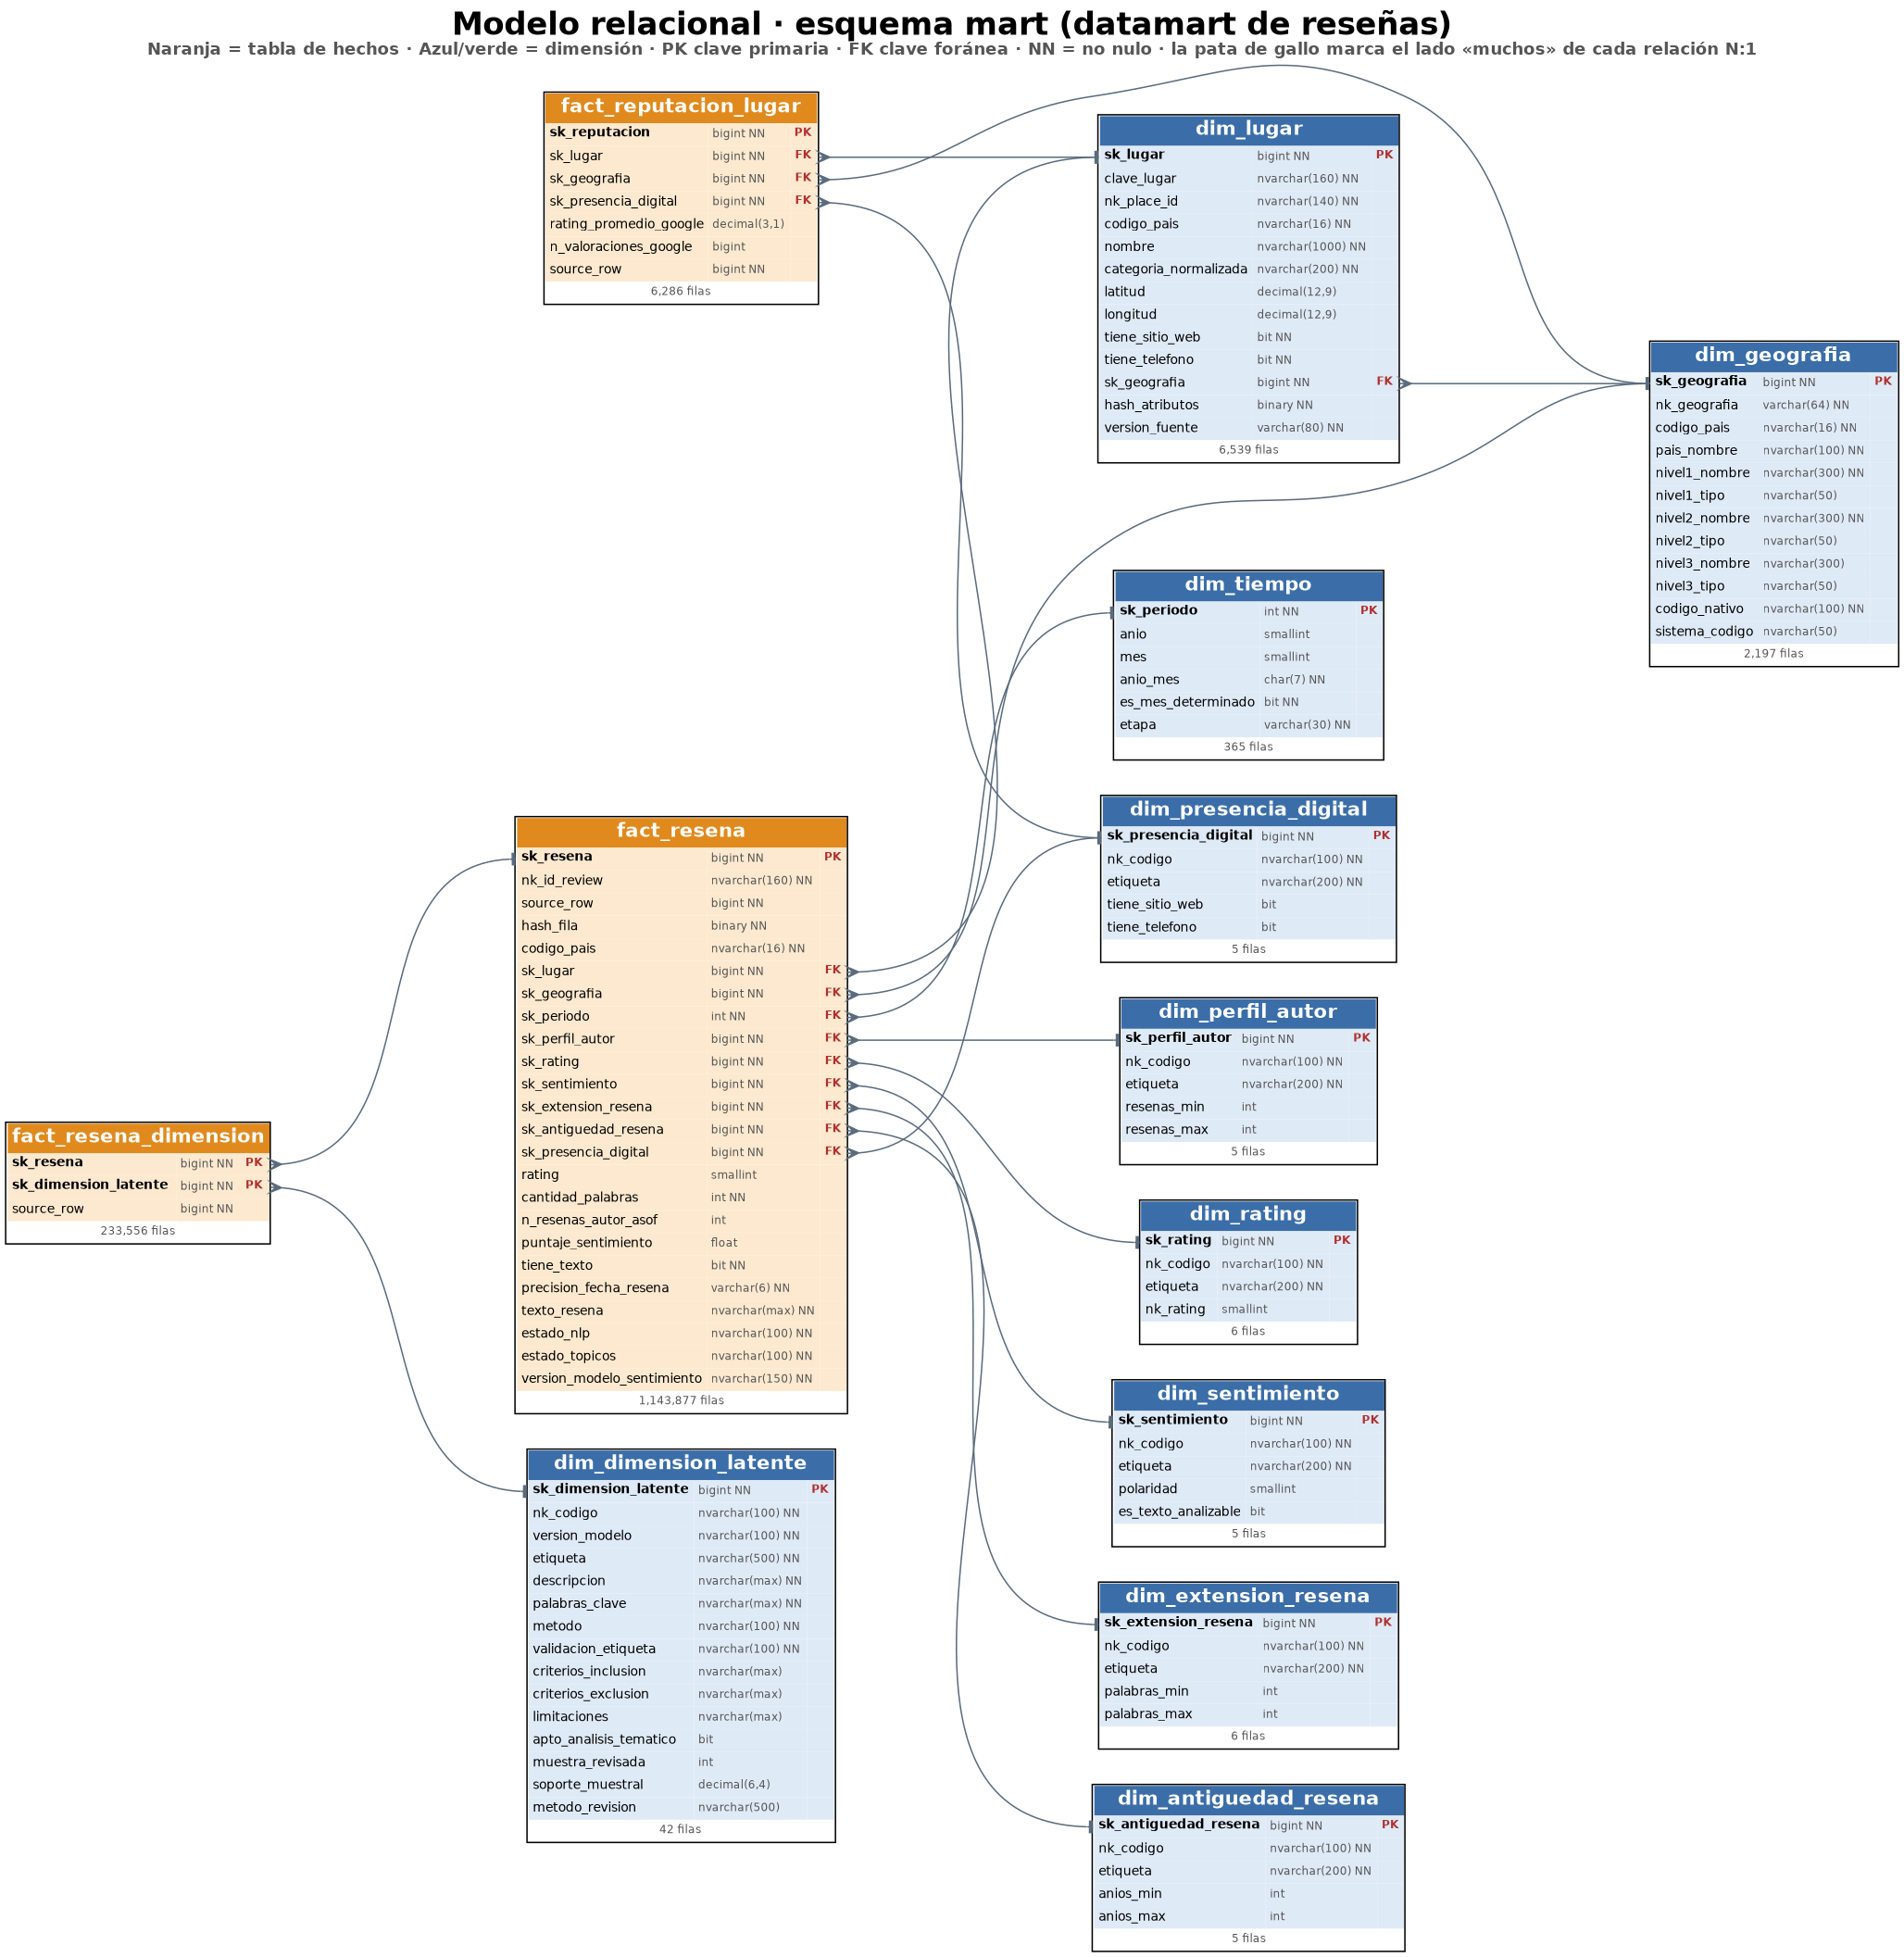 Modelo relacional · esquema mart (datamart de reseñas)
Naranja = tabla de hechos · Azul/verde = dimensión · PK clave primaria · FK clave foránea · NN = no nulo · la pata de gallo marca el lado «muchos» de cada relación N:1
fact_reputacion_lugar
sk_reputacion bigint NN PK
sk_lugar bigint NN FK
sk_geografia bigint NN FK
sk_presencia_digital bigint NN FK
rating_promedio_google decimal(3,1)
n_valoraciones_google bigint
source_row bigint NN
6,286 filas
dim_lugar
sk_lugar bigint NN PK
clave_lugar nvarchar(160) NN
nk_place_id nvarchar(140) NN
codigo_pais nvarchar(16) NN
nombre nvarchar(1000) NN
categoria_normalizada nvarchar(200) NN
latitud decimal(12,9)
longitud decimal(12,9)
tiene_sitio_web bit NN
tiene_telefono bit NN
sk_geografia bigint NN FK
hash_atributos binary NN
version_fuente varchar(80) NN
6,539 filas
dim_geografia
sk_geografia bigint NN PK
nk_geografia varchar(64) NN
codigo_pais nvarchar(16) NN
pais_nombre nvarchar(100) NN
nivel1_nombre nvarchar(300) NN
nivel1_tipo nvarchar(50)
nivel2_nombre nvarchar(300) NN
nivel2_tipo nvarchar(50)
nivel3_nombre nvarchar(300)
nivel3_tipo nvarchar(50)
codigo_nativo nvarchar(100) NN
sistema_codigo nvarchar(50)
2,197 filas
dim_tiempo
sk_periodo int NN PK
anio smallint
mes smallint
anio_mes char(7) NN
es_mes_determinado bit NN
etapa varchar(30) NN
365 filas
dim_presencia_digital
sk_presencia_digital bigint NN PK
nk_codigo nvarchar(100) NN
etiqueta nvarchar(200) NN
tiene_sitio_web bit
tiene_telefono bit
5 filas
fact_resena
sk_resena bigint NN PK
nk_id_review nvarchar(160) NN
source_row bigint NN
hash_fila binary NN
codigo_pais nvarchar(16) NN
sk_lugar bigint NN FK
sk_geografia bigint NN FK
sk_periodo int NN FK
sk_perfil_autor bigint NN FK
sk_rating bigint NN FK
sk_sentimiento bigint NN FK
sk_extension_resena bigint NN FK
sk_antiguedad_resena bigint NN FK
sk_presencia_digital bigint NN FK
rating smallint
cantidad_palabras int NN
n_resenas_autor_asof int
puntaje_sentimiento float
tiene_texto bit NN
precision_fecha_resena varchar(6) NN
texto_resena nvarchar(max) NN
estado_nlp nvarchar(100) NN
estado_topicos nvarchar(100) NN
version_modelo_sentimiento nvarchar(150) NN
1,143,877 filas
dim_perfil_autor
sk_perfil_autor bigint NN PK
nk_codigo nvarchar(100) NN
etiqueta nvarchar(200) NN
resenas_min int
resenas_max int
5 filas
fact_resena_dimension
sk_resena bigint NN PK
sk_dimension_latente bigint NN PK
source_row bigint NN
233,556 filas
dim_rating
sk_rating bigint NN PK
nk_codigo nvarchar(100) NN
etiqueta nvarchar(200) NN
nk_rating smallint
6 filas
dim_sentimiento
sk_sentimiento bigint NN PK
nk_codigo nvarchar(100) NN
etiqueta nvarchar(200) NN
polaridad smallint
es_texto_analizable bit
5 filas
dim_dimension_latente
sk_dimension_latente bigint NN PK
nk_codigo nvarchar(100) NN
version_modelo nvarchar(100) NN
etiqueta nvarchar(500) NN
descripcion nvarchar(max) NN
palabras_clave nvarchar(max) NN
metodo nvarchar(100) NN
validacion_etiqueta nvarchar(100) NN
criterios_inclusion nvarchar(max)
criterios_exclusion nvarchar(max)
limitaciones nvarchar(max)
apto_analisis_tematico bit
muestra_revisada int
soporte_muestral decimal(6,4)
metodo_revision nvarchar(500)
42 filas
dim_extension_resena
sk_extension_resena bigint NN PK
nk_codigo nvarchar(100) NN
etiqueta nvarchar(200) NN
palabras_min int
palabras_max int
6 filas
dim_antiguedad_resena
sk_antiguedad_resena bigint NN PK
nk_codigo nvarchar(100) NN
etiqueta nvarchar(200) NN
anios_min int
anios_max int
5 filas